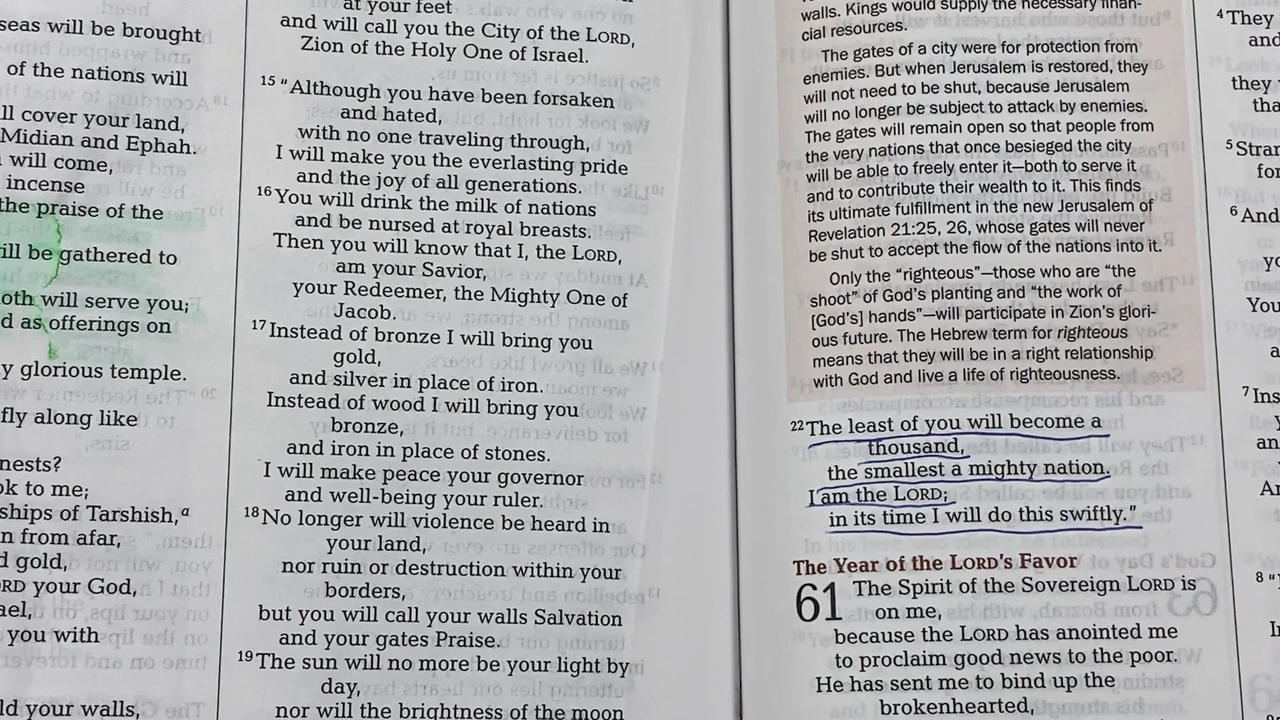 seas will be brought
of the nations will
ll cover your land,
Midian and Ephah.
will come,
incense
the praise of the
ill be gathered to
oth will serve you;
d as offerings on
y glorious temple.
fly along like
nests?
ok to me;
ships of Tarshish,ᵃ
n from afar,
d gold,
RD your God,
ael,
you with
ld your walls,
at your feet
and will call you the City of the LORD,
Zion of the Holy One of Israel.
15 “Although you have been forsaken
and hated,
with no one traveling through,
I will make you the everlasting pride
and the joy of all generations.
16 You will drink the milk of nations
and be nursed at royal breasts.
Then you will know that I, the LORD,
am your Savior,
your Redeemer, the Mighty One of
Jacob.
17 Instead of bronze I will bring you
gold,
and silver in place of iron.
Instead of wood I will bring you
bronze,
and iron in place of stones.
I will make peace your governor
and well-being your ruler.
18 No longer will violence be heard in
your land,
nor ruin or destruction within your
borders,
but you will call your walls Salvation
and your gates Praise.
19 The sun will no more be your light by
day,
nor will the brightness of the moon
walls. Kings would supply the necessary finan-
cial resources.
The gates of a city were for protection from
enemies. But when Jerusalem is restored, they
will not need to be shut, because Jerusalem
will no longer be subject to attack by enemies.
The gates will remain open so that people from
the very nations that once besieged the city
will be able to freely enter it—both to serve it
and to contribute their wealth to it. This finds
its ultimate fulfillment in the new Jerusalem of
Revelation 21:25, 26, whose gates will never
be shut to accept the flow of the nations into it.
Only the “righteous”—those who are “the
shoot” of God’s planting and “the work of
[God’s] hands”—will participate in Zion’s glori-
ous future. The Hebrew term for righteous
means that they will be in a right relationship
with God and live a life of righteousness.
22 The least of you will become a
thousand,
the smallest a mighty nation.
I am the LORD;
in its time I will do this swiftly.”
The Year of the LORD’s Favor
61 The Spirit of the Sovereign LORD is
on me,
because the LORD has anointed me
to proclaim good news to the poor.
He has sent me to bind up the
brokenhearted,
4 They
and
they
tha
5 Stran
for
6 And
yo
You
a
7 Ins
an
Ar
8 “
I